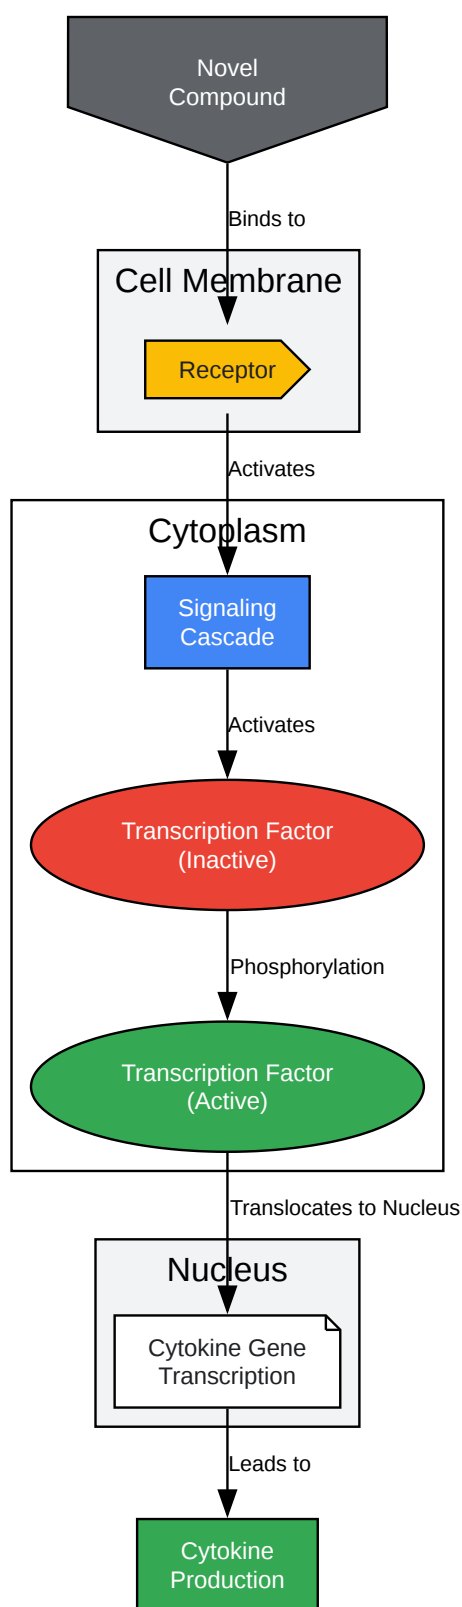 Novel
Compound
Binds to
Cell Membrane
Receptor
Activates
Cytoplasm
Signaling
Cascade
Activates
Transcription Factor
(Inactive)
Phosphorylation
Transcription Factor
(Active)
Translocates to Nucleus
Nucleus
Cytokine Gene
Transcription
Leads to
Cytokine
Production